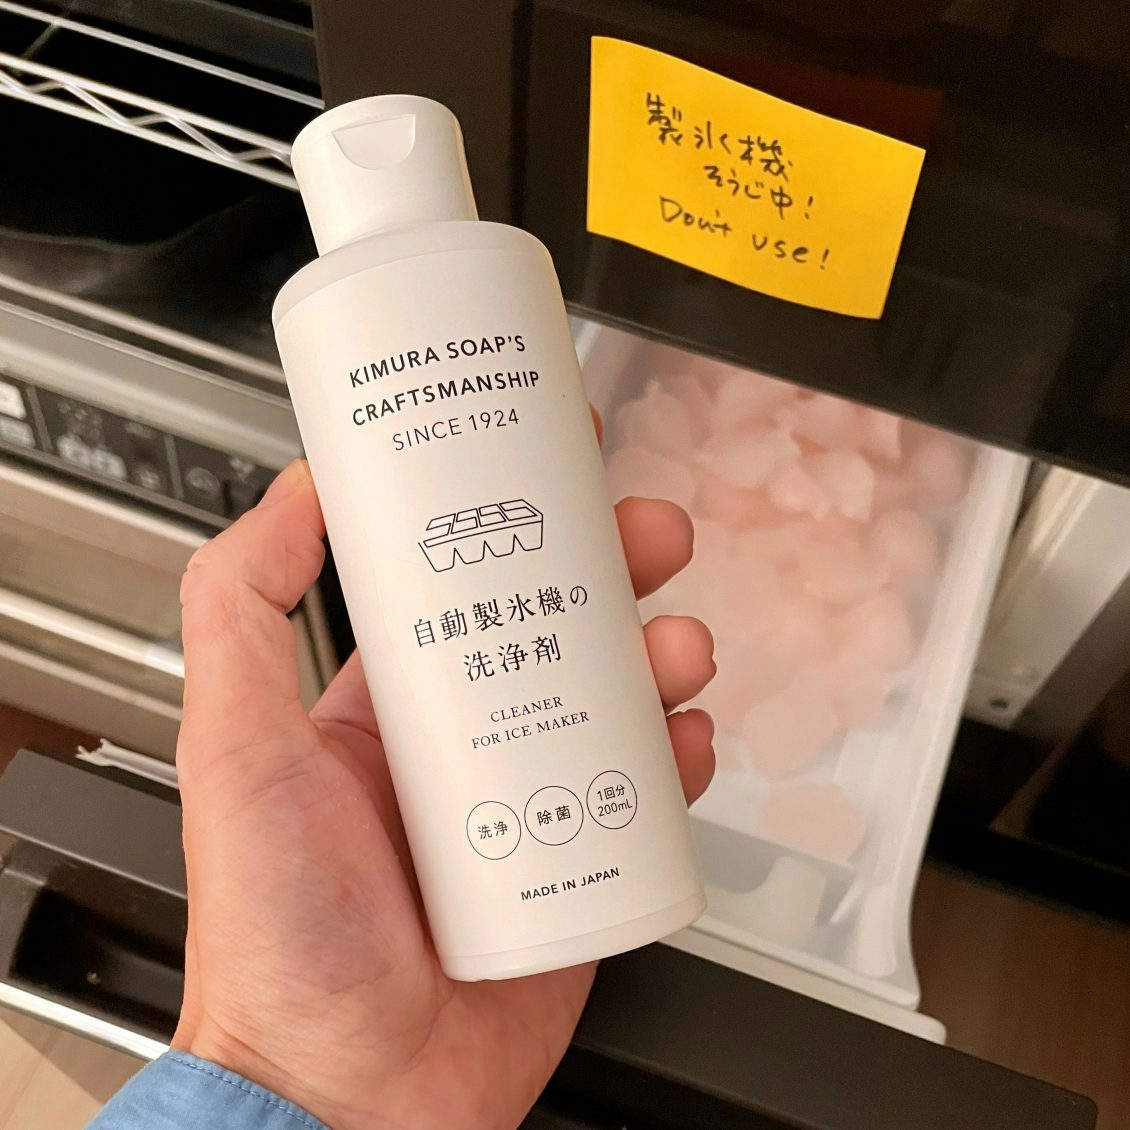 製氷機
そうじ中!
Don't use!
KIMURA SOAP'S
CRAFTSMANSHIP
SINCE 1924
自動製氷機の
洗浄剤
CLEANER
FOR ICE MAKER
洗浄
除菌
1回分
200mL
MADE IN JAPAN